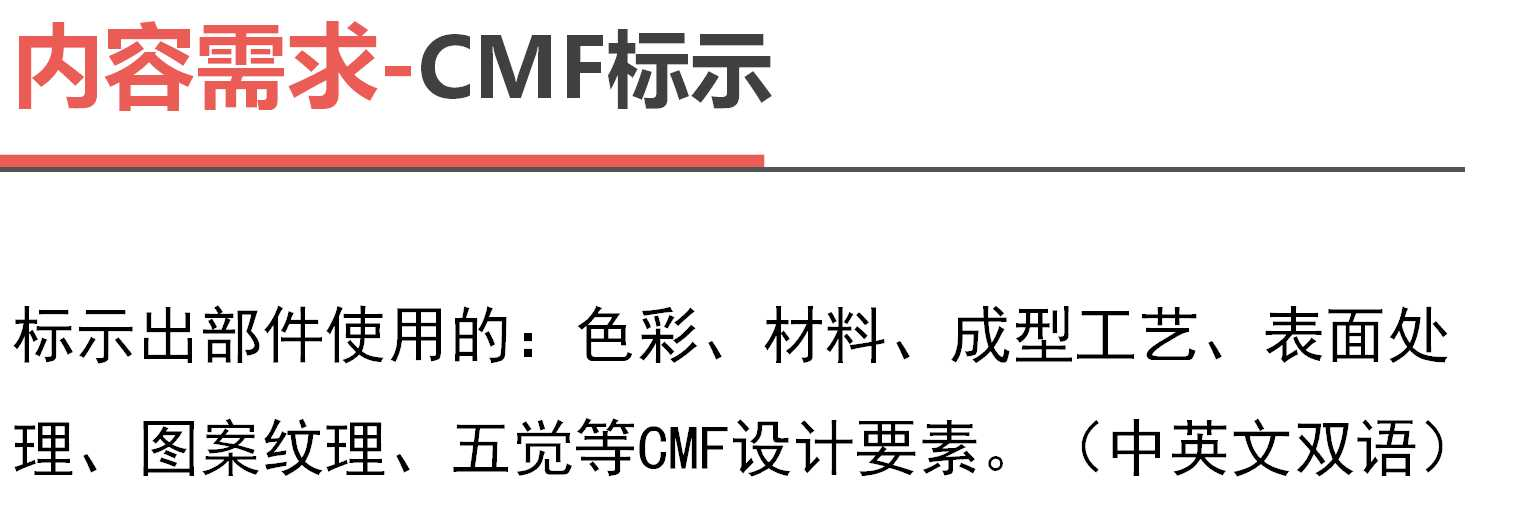 内容需求-CMF标示
标示出部件使用的：色彩、材料、成型工艺、表面处
理、图案纹理、五觉等CMF设计要素。（中英文双语）